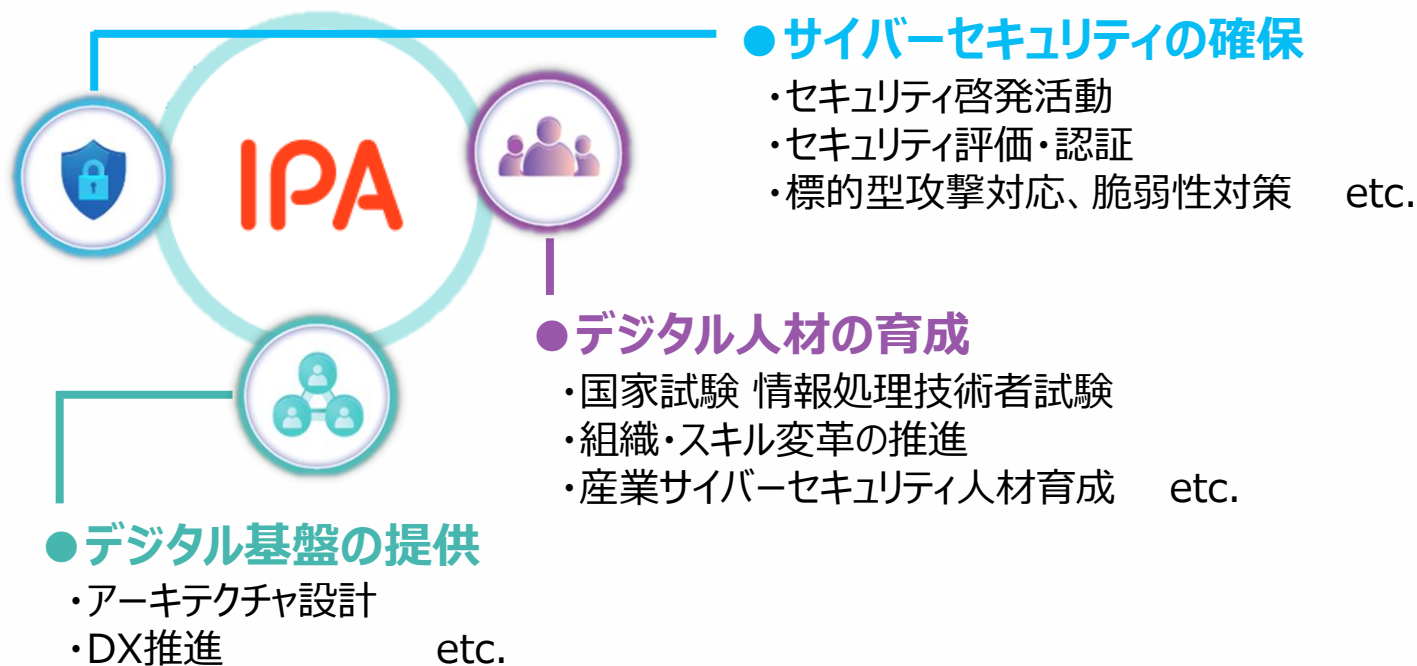 IPA
●サイバーセキュリティの確保
・セキュリティ啓発活動
・セキュリティ評価・認証
・標的型攻撃対応、脆弱性対策 etc.
●デジタル人材の育成
・国家試験 情報処理技術者試験
・組織・スキル変革の推進
・産業サイバーセキュリティ人材育成 etc.
●デジタル基盤の提供
・アーキテクチャ設計
・DX推進 etc.